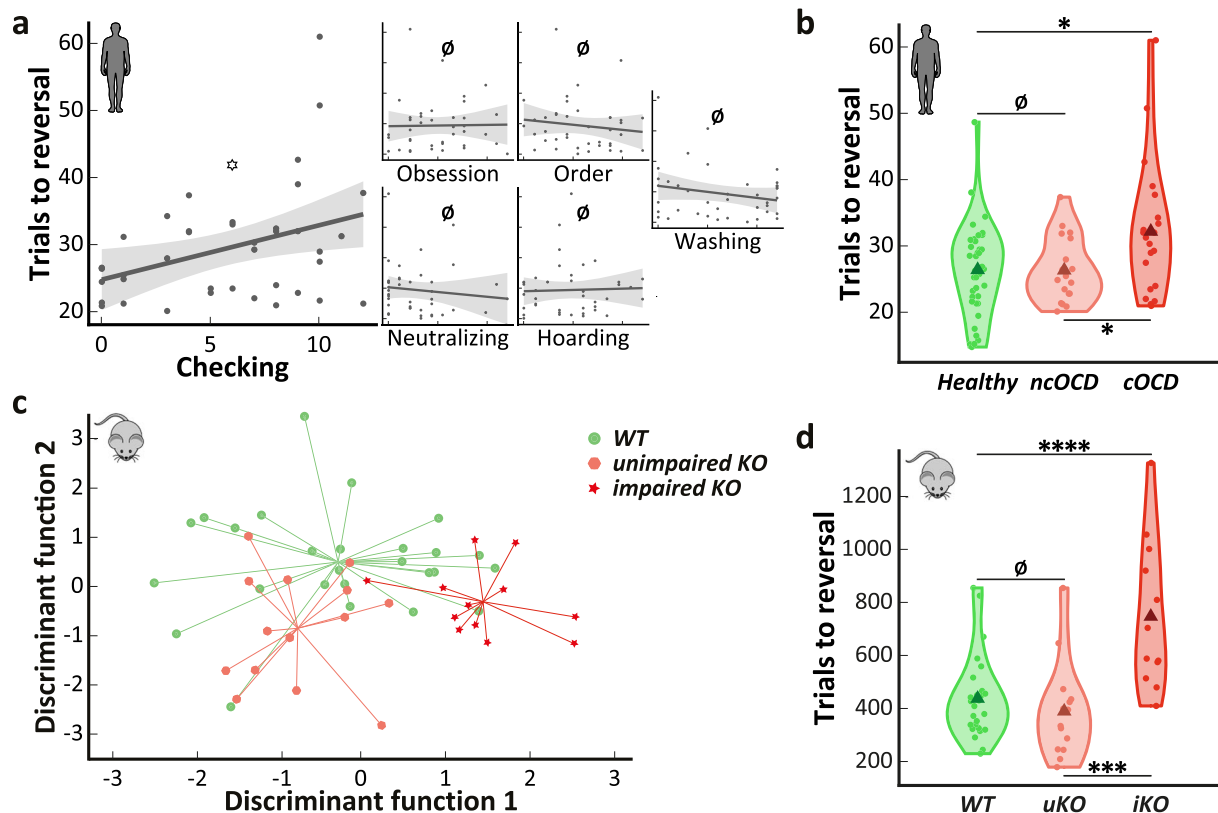 a
Trials to reversal
60
50
40
30
20
0
5
10
Checking
Ø
Obsession
Ø
Order
Ø
Washing
Ø
Neutralizing
Ø
Hoarding
b
Trials to reversal
60
50
40
30
20
*
Ø
*
Healthy ncOCD cOCD
c
Discriminant function 2
3
2
1
0
-1
-2
-3
-3 -2 -1 0 1 2 3
Discriminant function 1
WT
unimpaired KO
impaired KO
d
Trials to reversal
1200
1000
800
600
400
200
****
Ø
***
WT uKO iKO